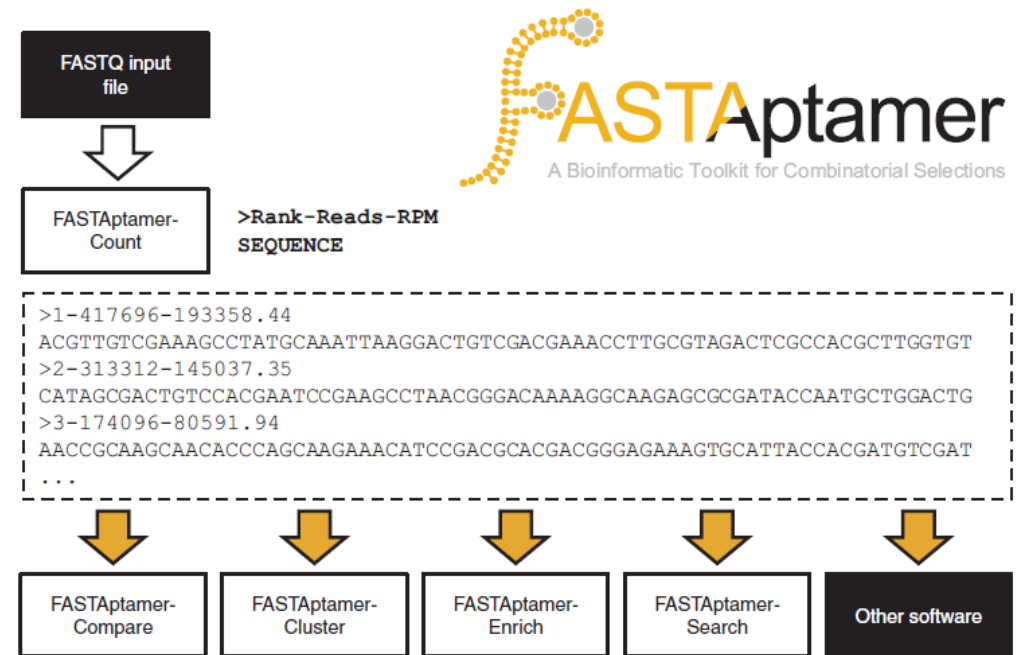 FASTQ input
file
FASTAptamer
A Bioinformatic Toolkit for Combinatorial Selections
FASTAptamer-
Count
>Rank-Reads-RPM
SEQUENCE
>1-417696-193358.44
ACGTTGTCGAAAGCCTATGCAAATTAAGGACTGTCGACGAAACCTTGCGTAGACTCGCCACGCTTGGTGT
>2-313312-145037.35
CATAGCGACTGTCCACGAATCCGAAGCCTAACGGGACAAAAGGCAAGAGCGCGATACCAATGCTGGACTG
>3-174096-80591.94
AACCGCAAGCAACACCCAGCAAGAAACATCCGACGCACGACGGGAGAAAGTGCATTACCACGATGTCGAT
...
FASTAptamer-
Compare
FASTAptamer-
Cluster
FASTAptamer-
Enrich
FASTAptamer-
Search
Other software